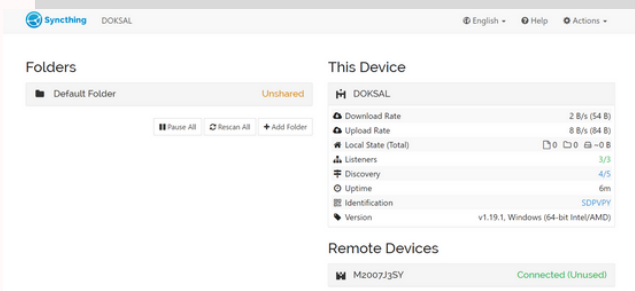 Syncthing DOKSAL English Help Actions
Folders
Default Folder Unshared
Pause All Rescan All + Add Folder
This Device
DOKSAL
Download Rate 2 B/s (54 B)
Upload Rate 8 B/s (84 B)
Local State (Total) 0 0 ~0 B
Listeners 3/3
Discovery 4/5
Uptime 6m
Identification SDPVPY
Version v1.19.1, Windows (64-bit Intel/AMD)
Remote Devices
M2007J3SY Connected (Unused)